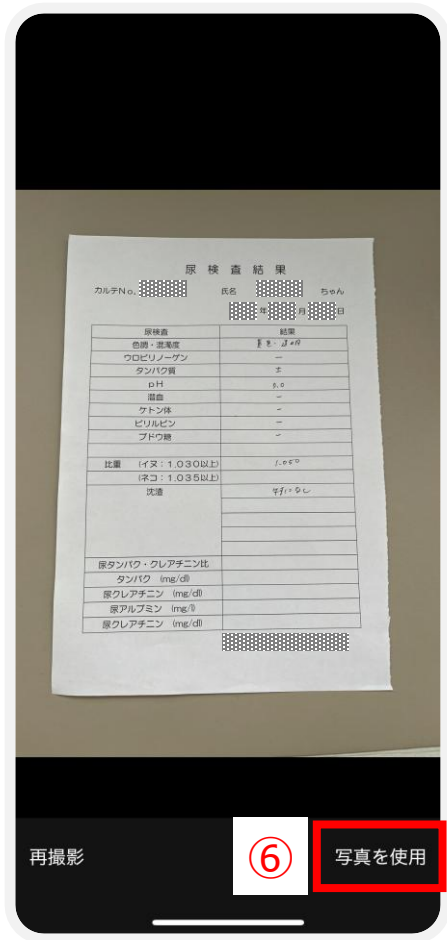 尿検査結果
カルテNo. 氏名 ちゃん
年 月 日
尿検査 結果
色調・混濁度
ウロビリノーゲン -
タンパク質 ±
pH
潜血 -
ケトン体 -
ビリルビン -
ブドウ糖 -
比重 (イヌ:1.030以上) 1.050
(ネコ:1.035以上)
沈渣 特になし
尿タンパク・クレアチニン比
タンパク (mg/dl)
尿クレアチニン (mg/dl)
尿アルブミン (mg/l)
尿クレアチニン (mg/dl)
再撮影 ⑥ 写真を使用